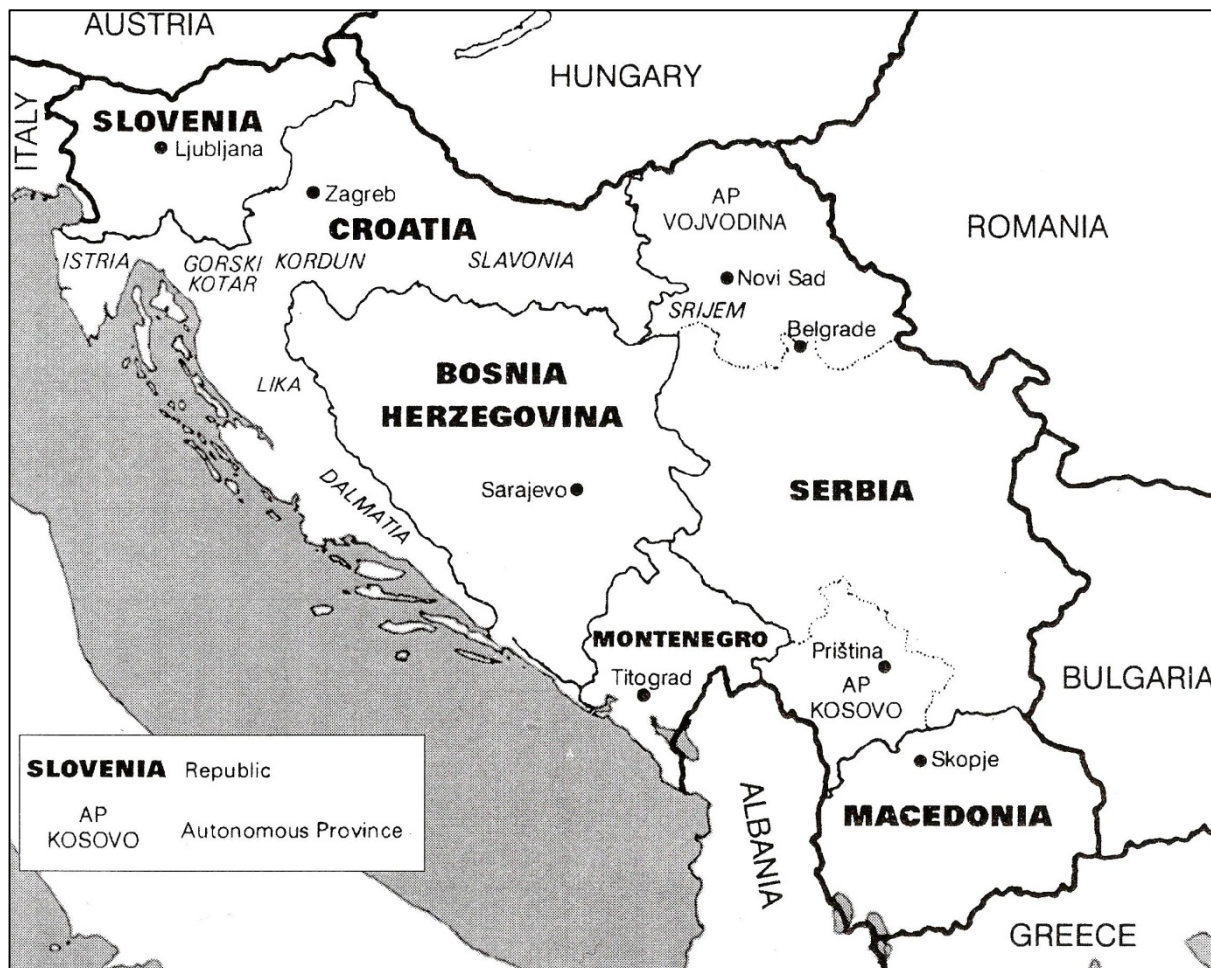 AUSTRIA
HUNGARY
ITALY
SLOVENIA
Ljubljana
Zagreb
CROATIA
AP
VOJVODINA
ROMANIA
ISTRIA
GORSKI
KOTAR
KORDUN
SLAVONIA
Novi Sad
SRIJEM
Belgrade
BOSNIA
HERZEGOVINA
LIKA
DALMATIA
Sarajevo
SERBIA
MONTENEGRO
Titograd
Priština
AP
KOSOVO
BULGARIA
Skopje
MACEDONIA
ALBANIA
GREECE
SLOVENIA Republic
AP
KOSOVO
Autonomous Province